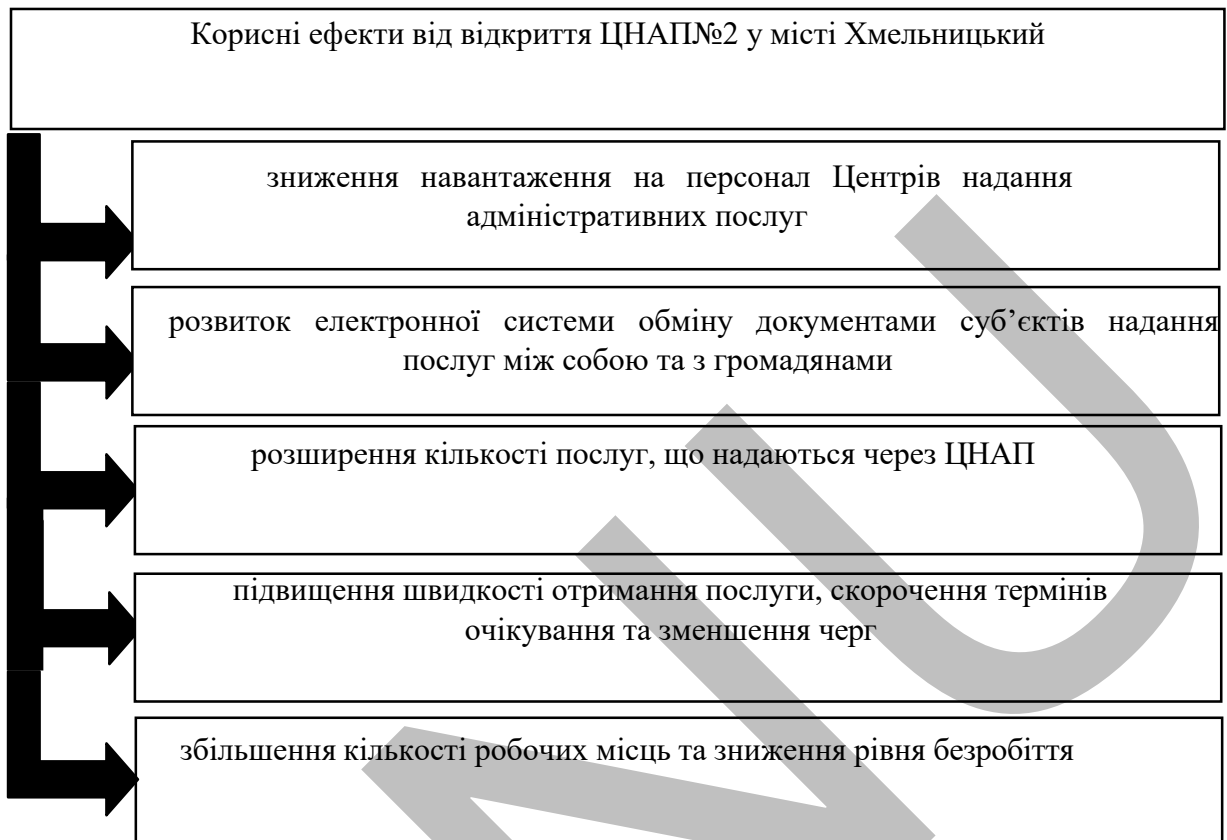 Корисні ефекти від відкриття ЦНАП№2 у місті Хмельницький
зниження навантаження на персонал Центрів надання
адміністративних послуг
розвиток електронної системи обміну документами суб’єктів надання
послуг між собою та з громадянами
розширення кількості послуг, що надаються через ЦНАП
підвищення швидкості отримання послуги, скорочення термінів
очікування та зменшення черг
збільшення кількості робочих місць та зниження рівня безробіття